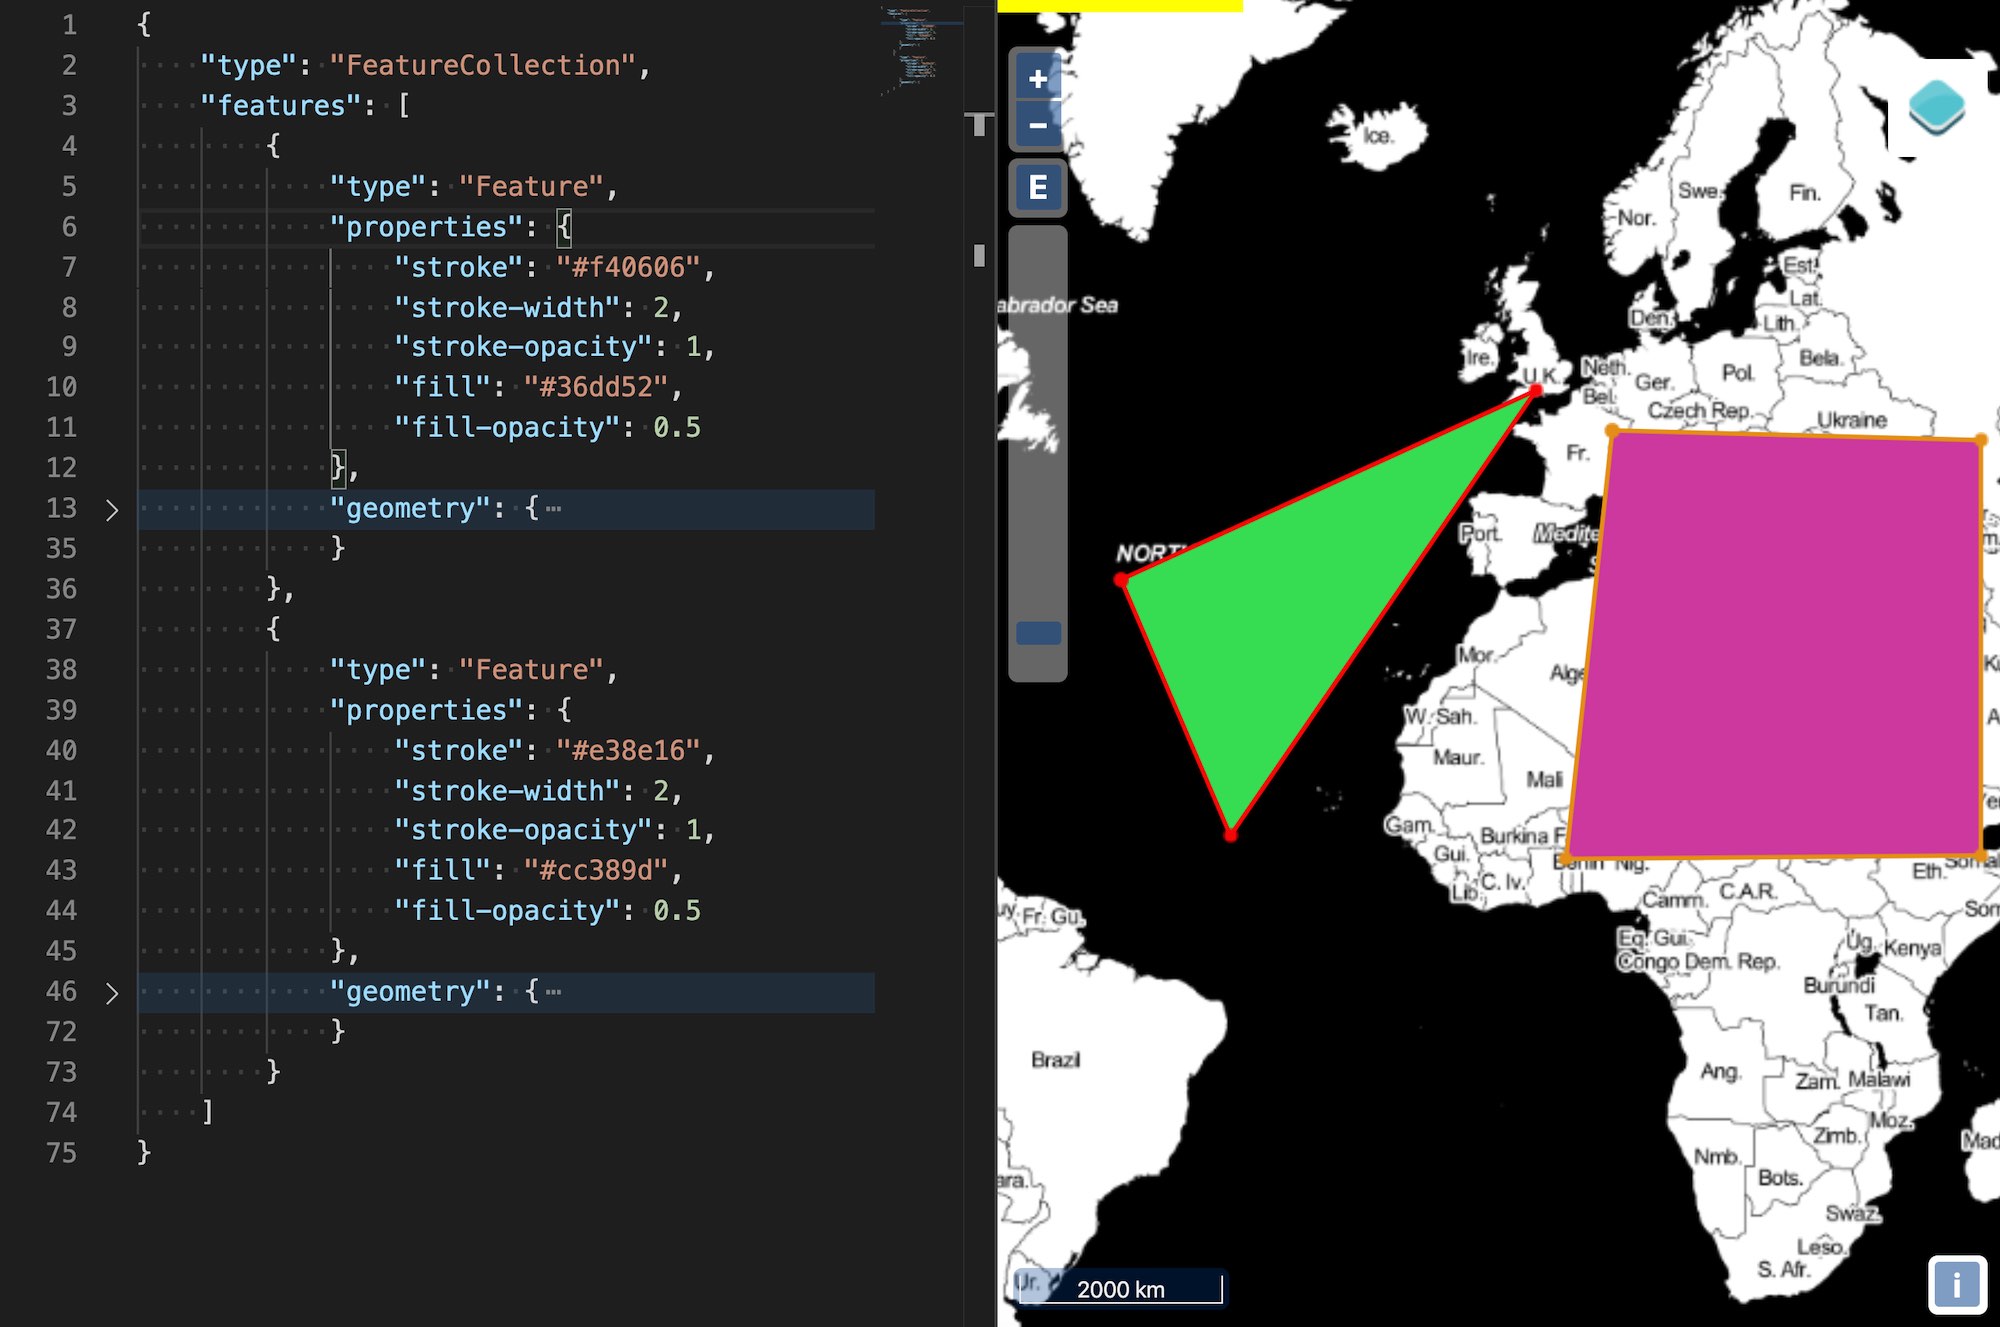 1 {
2 "type": "FeatureCollection",
3 "features": [
4 {
5 "type": "Feature",
6 "properties": {
7 "stroke": "#f40606",
8 "stroke-width": 2,
9 "stroke-opacity": 1,
10 "fill": "#36dd52",
11 "fill-opacity": 0.5
12 },
13 "geometry": { ⋯
35 }
36 },
37 {
38 "type": "Feature",
39 "properties": {
40 "stroke": "#e38e16",
41 "stroke-width": 2,
42 "stroke-opacity": 1,
43 "fill": "#cc389d",
44 "fill-opacity": 0.5
45 },
46 "geometry": { ⋯
72 }
73 }
74 ]
75 }
+
−
E
Ice.
Swe.
Fin.
Nor.
abrador Sea
Est.
Lat.
Den.
Lith.
Ire.
U.K.
Neth.
Ger.
Pol.
Bela.
Bel.
Czech Rep.
Ukraine
Fr.
Port.
Medite
NORT
Mor.
Alge
W. Sah.
Maur.
Mali
Gam.
Burkina F
Gui.
Benin Nig.
Eth.
Lib.
C. Iv.
Camm.
C.A.R.
Fr. Gu.
Eq. Gui.
Ug.
Kenya
Congo Dem. Rep.
Burundi
Tan.
Brazil
Ang.
Zam.
Malawi
Moz.
Zimb.
Mad
Nmb.
Bots.
ara.
Swaz.
Leso.
S. Afr.
Ur.
2000 km
i